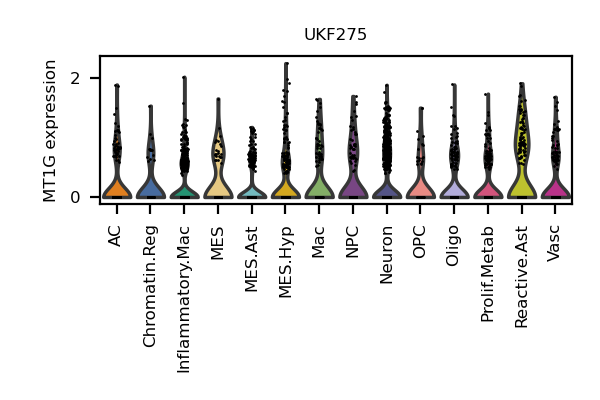 UKF275
MT1G expression
2
0
AC
Chromatin.Reg
Inflammatory.Mac
MES
MES.Ast
MES.Hyp
Mac
NPC
Neuron
OPC
Oligo
Prolif.Metab
Reactive.Ast
Vasc